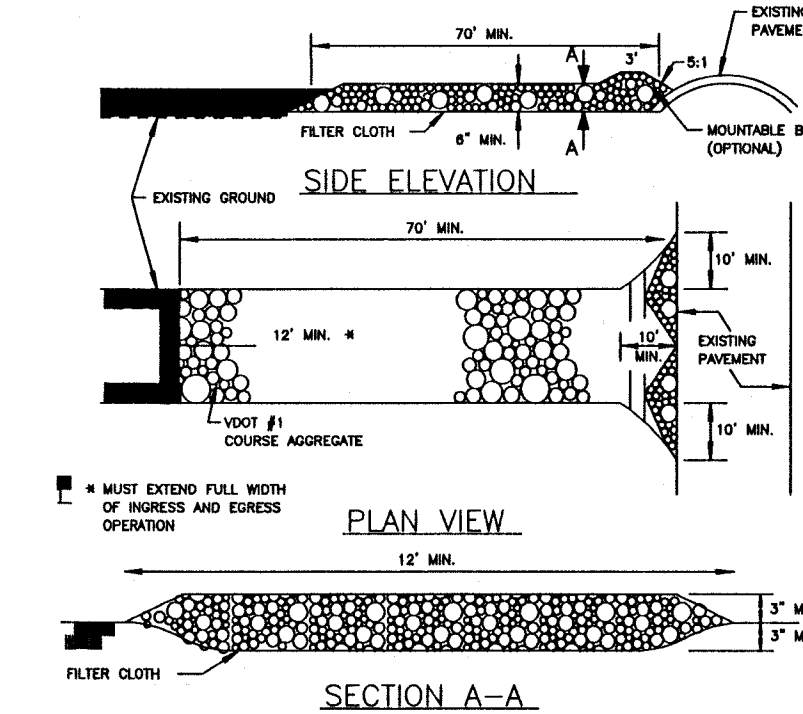 EXISTING
70' MIN.
A
3'
5:1
FILTER CLOTH
6" MIN.
A
MOUNTABLE B
(OPTIONAL)
SIDE ELEVATION
EXISTING GROUND
70' MIN.
10' MIN.
12' MIN. *
10'
MIN.
EXISTING
PAVEMENT
VDOT #1
COURSE AGGREGATE
10' MIN.
* MUST EXTEND FULL WIDTH
OF INGRESS AND EGRESS
OPERATION
PLAN VIEW
12' MIN.
3" M
3" M
FILTER CLOTH
SECTION A-A